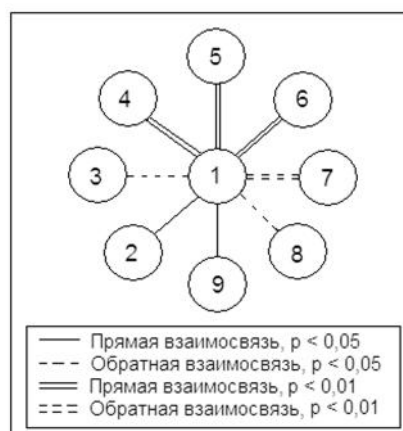 5
4
6
3
1
7
2
8
9
Прямая взаимосвязь, p < 0,05
Обратная взаимосвязь, p < 0,05
Прямая взаимосвязь, p < 0,01
Обратная взаимосвязь, p < 0,01